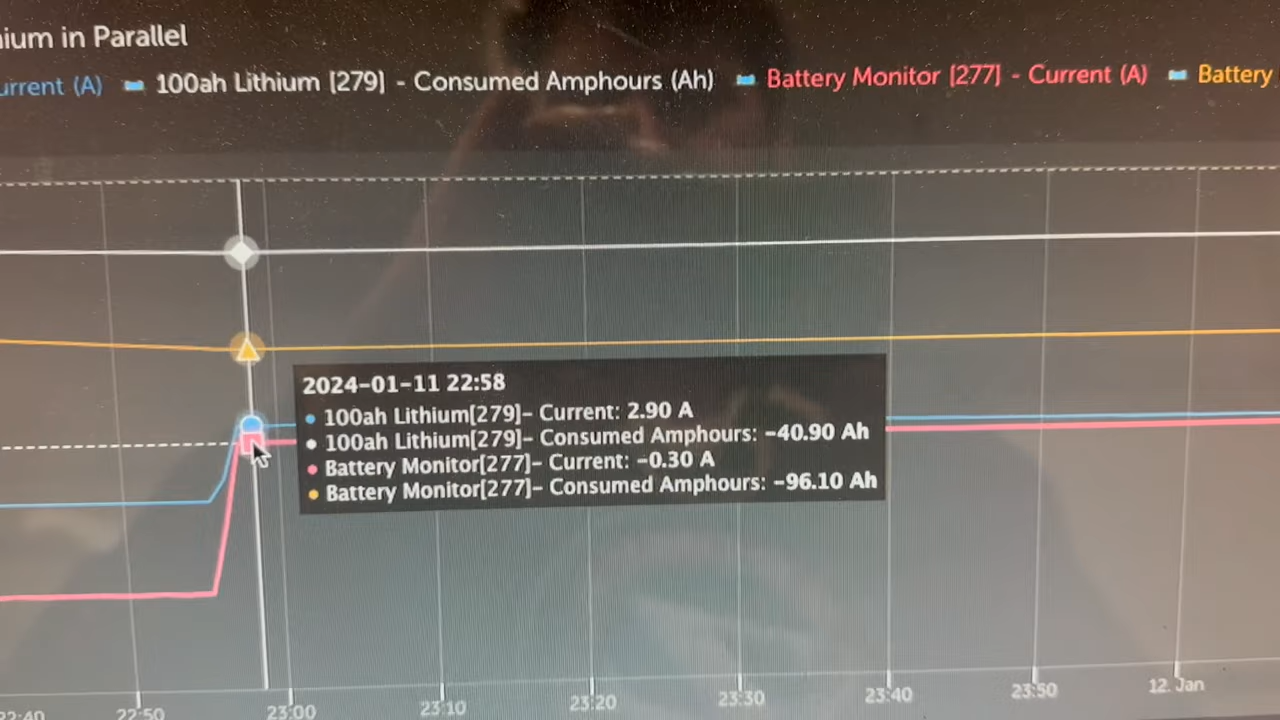 ium in Parallel
urrent (A) 100ah Lithium [279] - Consumed Amphours (Ah) Battery Monitor [277] - Current (A) Battery
2024-01-11 22:58
100ah Lithium[279]- Current: 2.90 A
100ah Lithium[279]- Consumed Amphours: -40.90 Ah
Battery Monitor[277]- Current: -0.30 A
Battery Monitor[277]- Consumed Amphours: -96.10 Ah
22:40 22:50 23:00 23:10 23:20 23:30 23:40 23:50 12. Jan